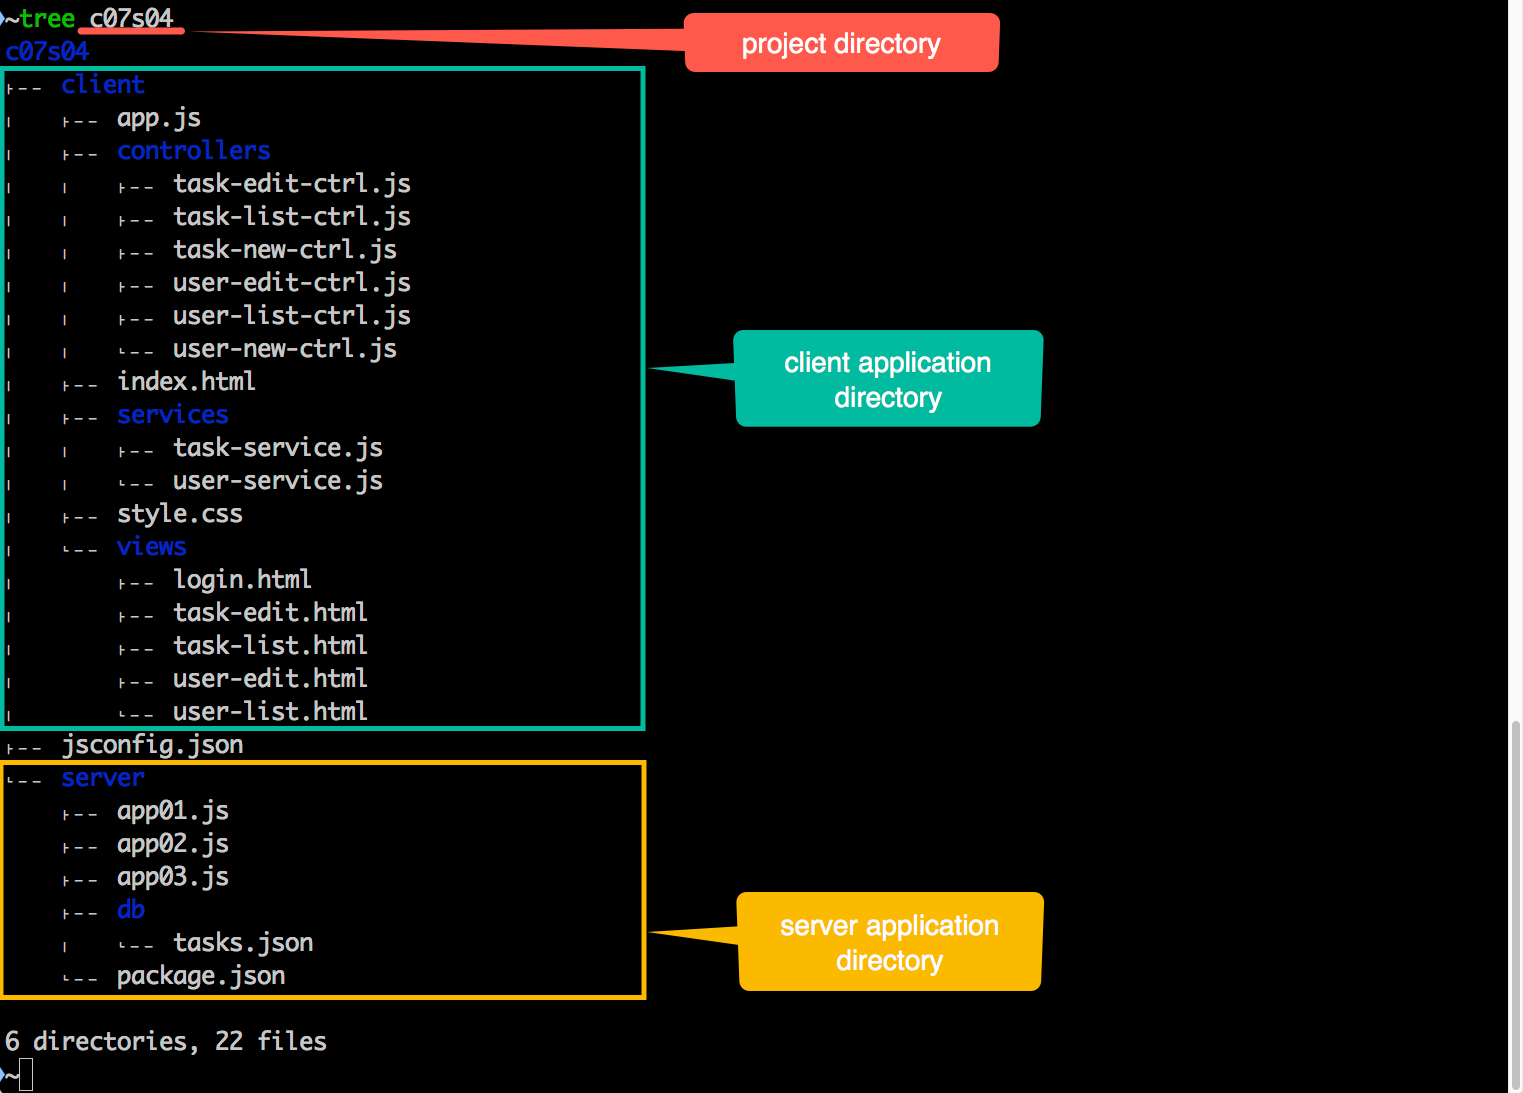 ~tree c07s04
project directory
c07s04
├── client
│   ├── app.js
│   ├── controllers
│   │   ├── task-edit-ctrl.js
│   │   ├── task-list-ctrl.js
│   │   ├── task-new-ctrl.js
│   │   ├── user-edit-ctrl.js
│   │   ├── user-list-ctrl.js
│   │   └── user-new-ctrl.js
client application
directory
│   ├── index.html
│   ├── services
│   │   ├── task-service.js
│   │   └── user-service.js
│   ├── style.css
│   └── views
│       ├── login.html
│       ├── task-edit.html
│       ├── task-list.html
│       ├── user-edit.html
│       └── user-list.html
├── jsconfig.json
└── server
    ├── app01.js
    ├── app02.js
    ├── app03.js
    ├── db
    │   └── tasks.json
    └── package.json
server application
directory
6 directories, 22 files
~